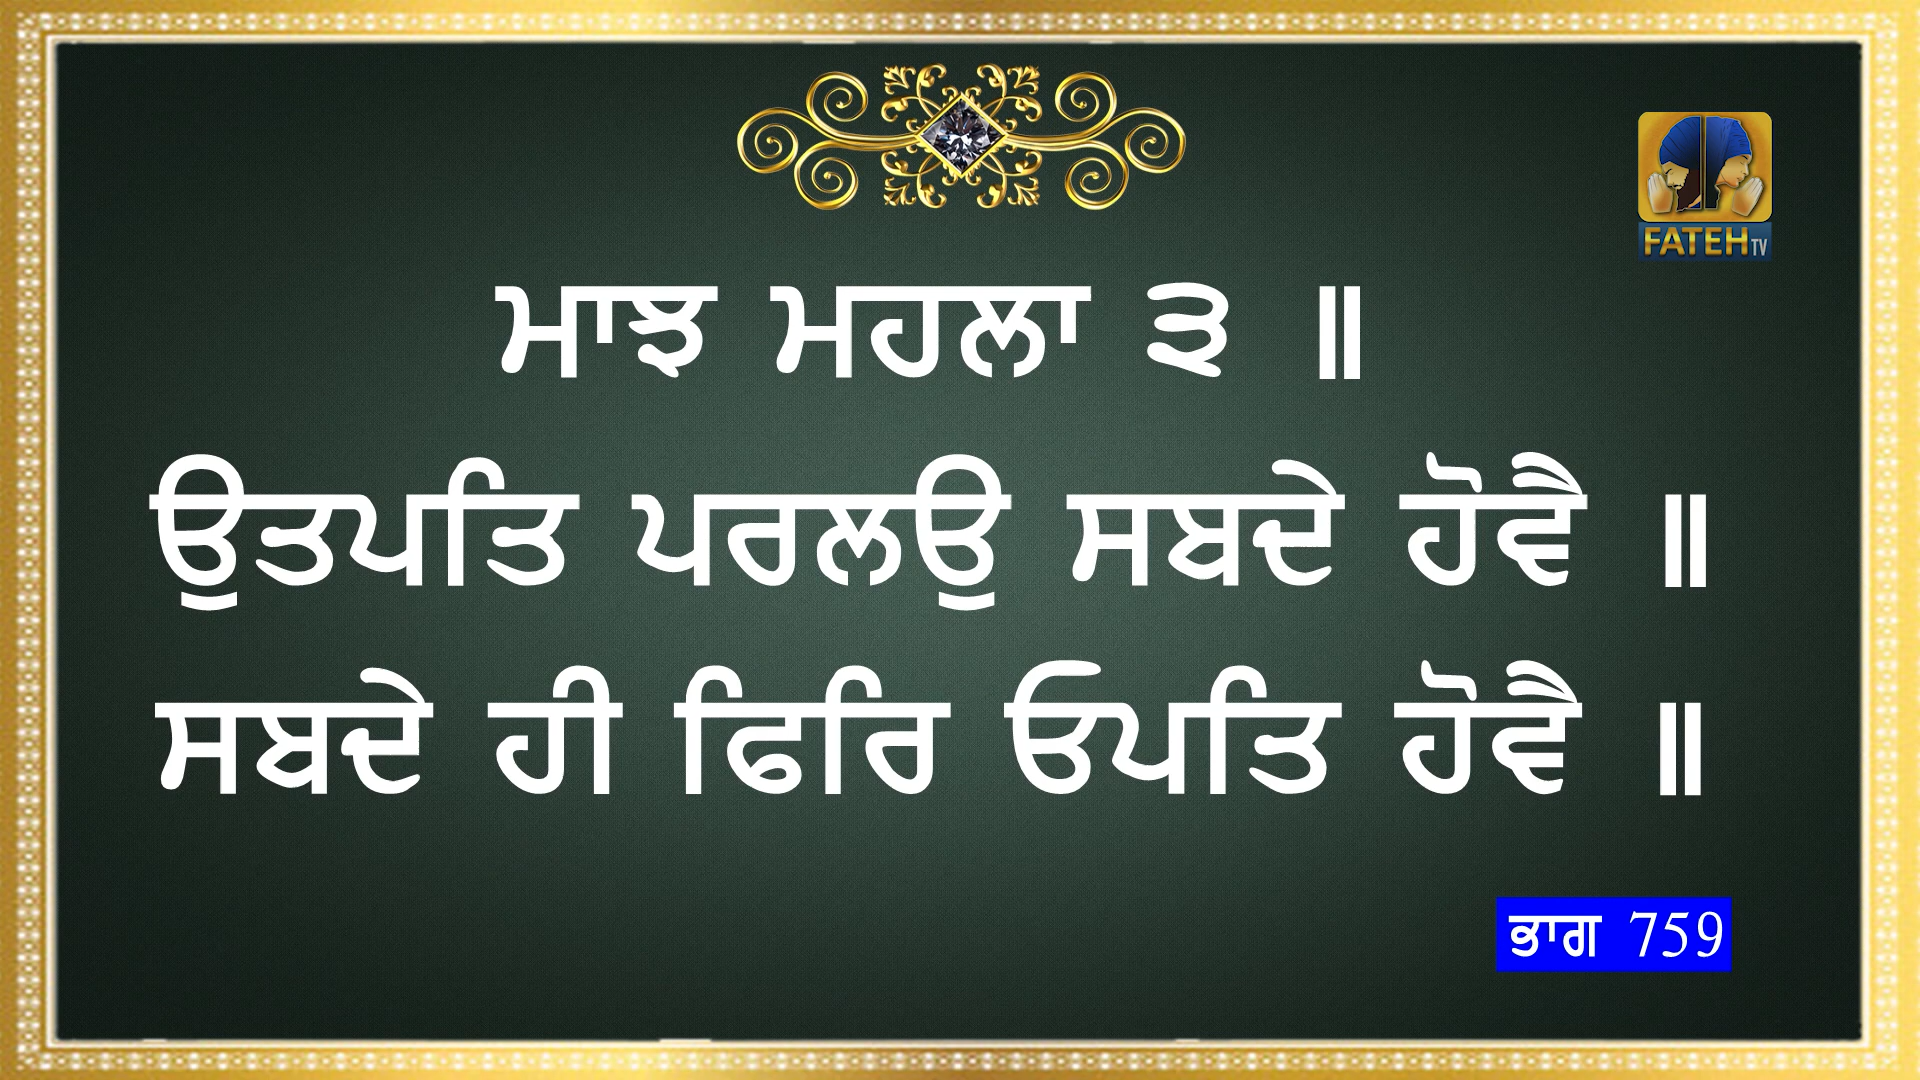 FATEH TV
ਮਾਝ ਮਹਲਾ ੩ ॥
ਉਤਪਤਿ ਪਰਲਉ ਸਬਦੇ ਹੋਵੈ ॥
ਸਬਦੇ ਹੀ ਫਿਰਿ ਓਪਤਿ ਹੋਵੈ ॥
ਭਾਗ 759